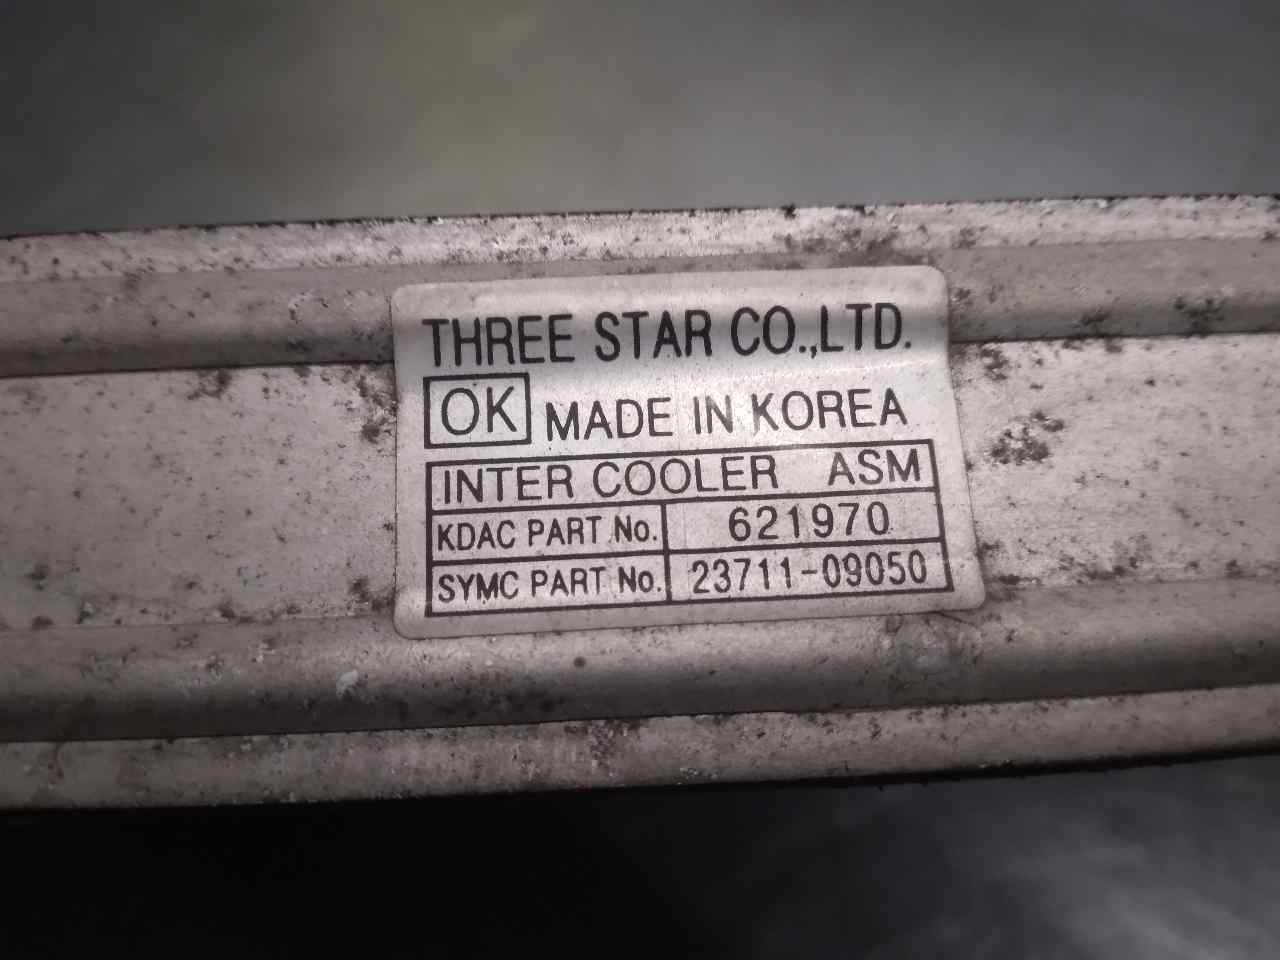 THREE STAR CO.,LTD.
OK MADE IN KOREA
INTER COOLER ASM
KDAC PART No. 621970
SYMC PART No. 23711-09050